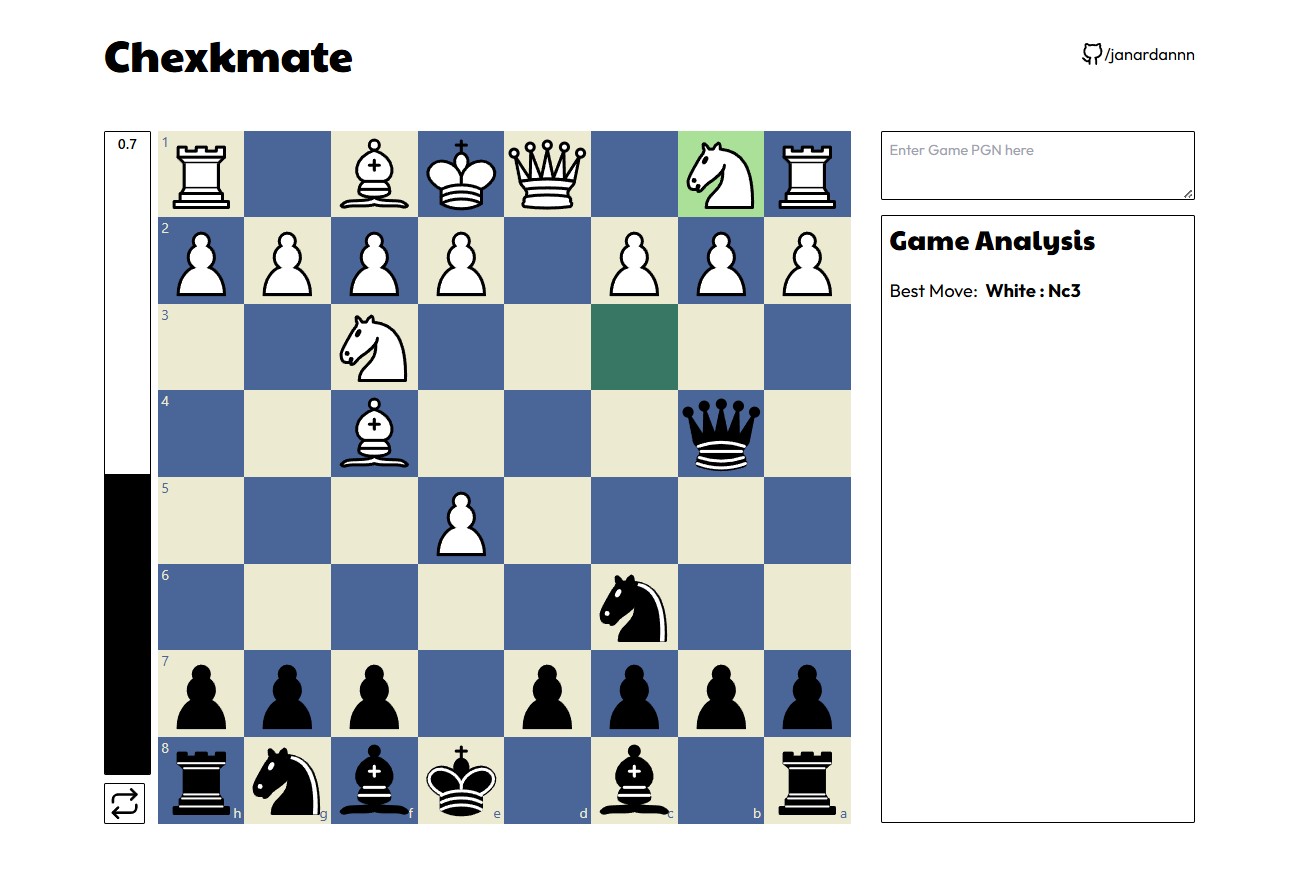 Chexkmate
/janardannn
0.7
1
2
3
4
5
6
7
8
h g f e d c b a
Enter Game PGN here
Game Analysis
Best Move: White : Nc3